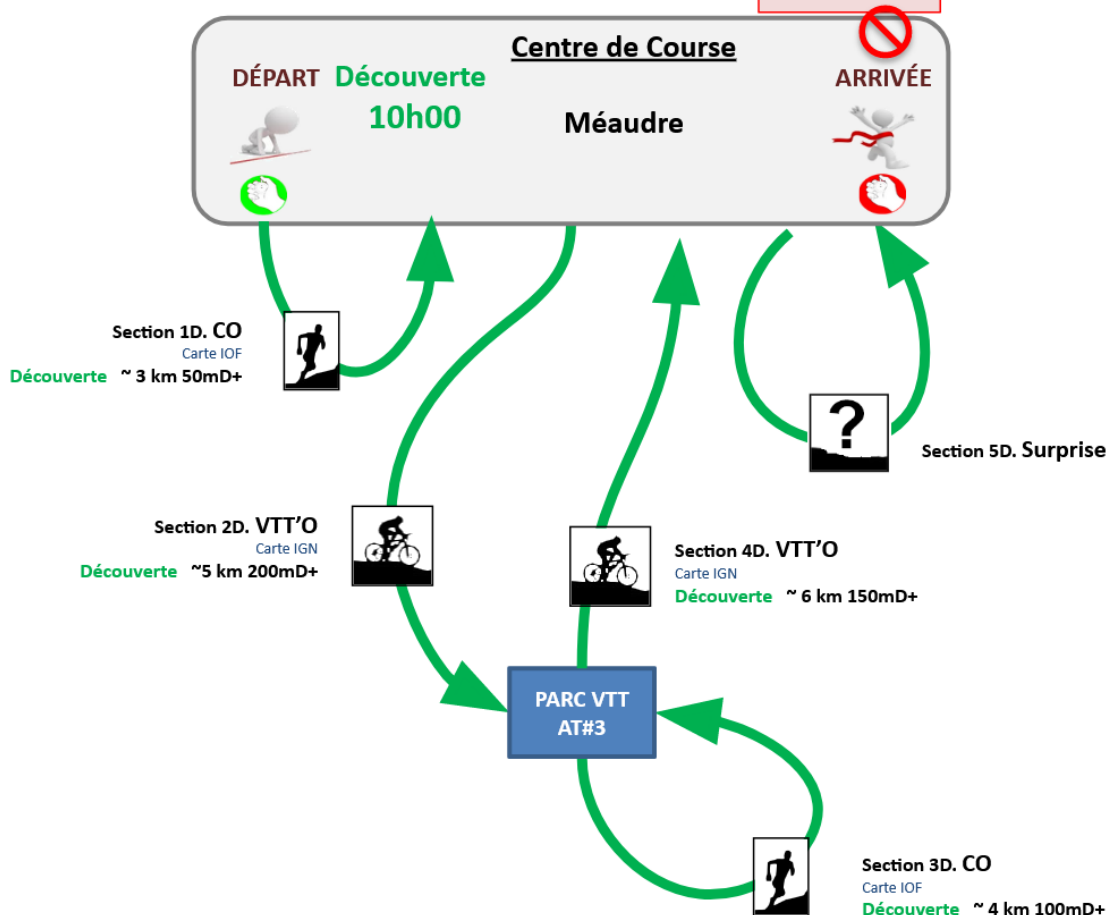 Centre de Course
DÉPART
Découverte
10h00
Méaudre
ARRIVÉE
Section 1D. CO
Carte IOF
Découverte ~ 3 km 50mD+
Section 2D. VTT'O
Carte IGN
Découverte ~5 km 200mD+
Section 4D. VTT'O
Carte IGN
Découverte ~ 6 km 150mD+
?
Section 5D. Surprise
PARC VTT
AT#3
Section 3D. CO
Carte IOF
Découverte ~ 4 km 100mD+